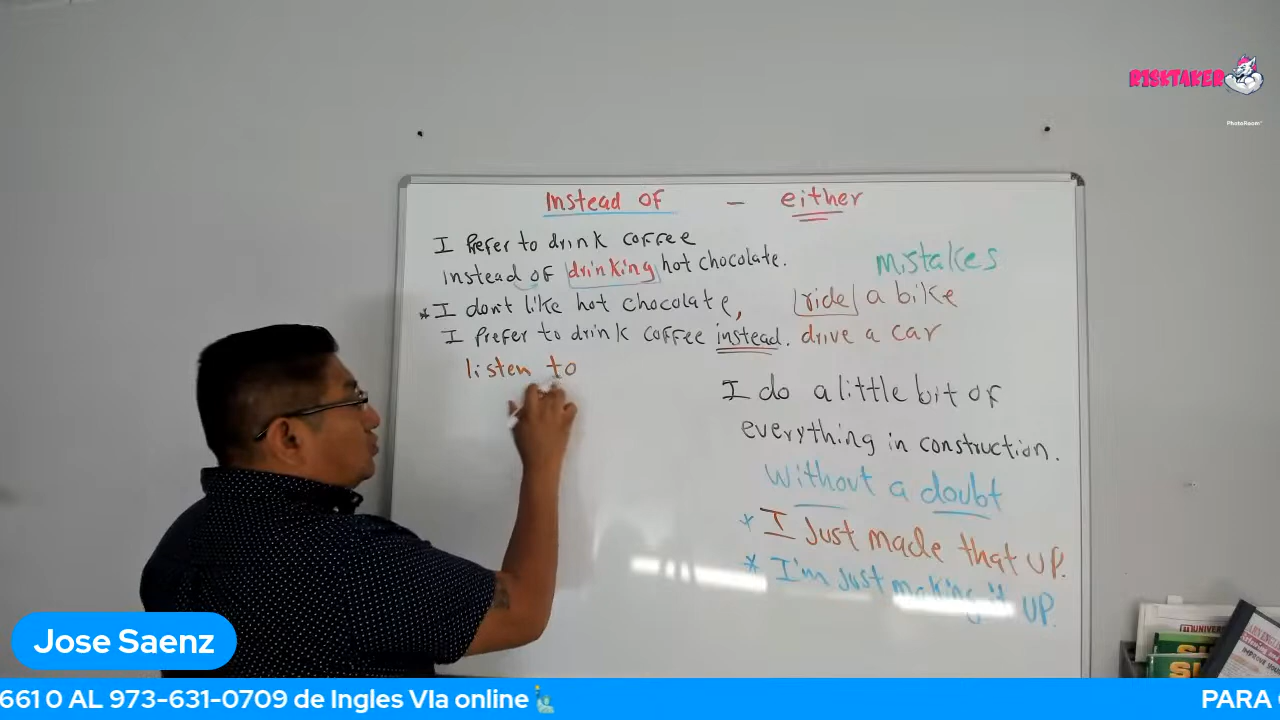 RISKTAKER
PhotoRoom
Instead of - either
I Prefer to drink coffee
instead of drinking hot chocolate.
* I don't like hot chocolate,
I Prefer to drink coffee instead.
listen to
mistakes
ride a bike
drive a car
I do a little bit of
everything in construction.
Without a doubt
* I Just made that up.
* I'm Just making it up.
Jose Saenz
661 0 AL 973-631-0709 de Ingles VIa online🗽
PARA